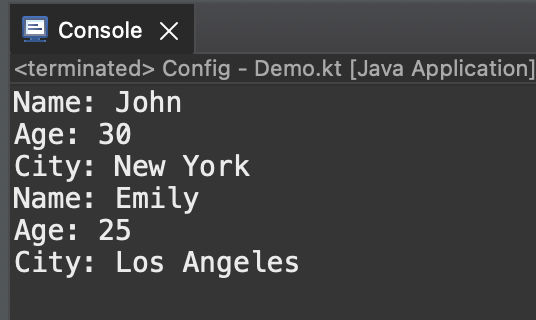 Console
<terminated> Config - Demo.kt [Java Application]
Name: John
Age: 30
City: New York
Name: Emily
Age: 25
City: Los Angeles